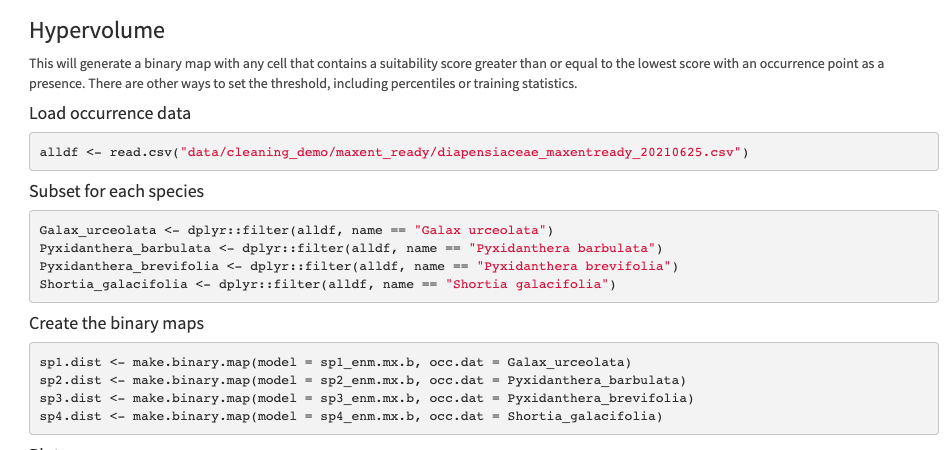 Hypervolume
This will generate a binary map with any cell that contains a suitability score greater than or equal to the lowest score with an occurrence point as a
presence. There are other ways to set the threshold, including percentiles or training statistics.
Load occurrence data
alldf <- read.csv("data/cleaning_demo/maxent_ready/diapensiaceae_maxentready_20210625.csv")
Subset for each species
Galax_urceolata <- dplyr::filter(alldf, name == "Galax urceolata")
Pyxidanthera_barbulata <- dplyr::filter(alldf, name == "Pyxidanthera barbulata")
Pyxidanthera_brevifolia <- dplyr::filter(alldf, name == "Pyxidanthera brevifolia")
Shortia_galacifolia <- dplyr::filter(alldf, name == "Shortia galacifolia")
Create the binary maps
sp1.dist <- make.binary.map(model = sp1_enm.mx.b, occ.dat = Galax_urceolata)
sp2.dist <- make.binary.map(model = sp2_enm.mx.b, occ.dat = Pyxidanthera_barbulata)
sp3.dist <- make.binary.map(model = sp3_enm.mx.b, occ.dat = Pyxidanthera_brevifolia)
sp4.dist <- make.binary.map(model = sp4_enm.mx.b, occ.dat = Shortia_galacifolia)